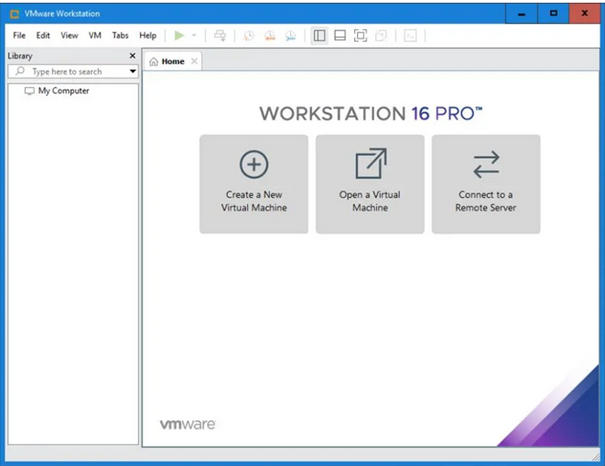 VMware Workstation
File Edit View VM Tabs Help
Library
Type here to search
My Computer
Home
WORKSTATION 16 PRO™
Create a New
Virtual Machine
Open a Virtual
Machine
Connect to a
Remote Server
vmware